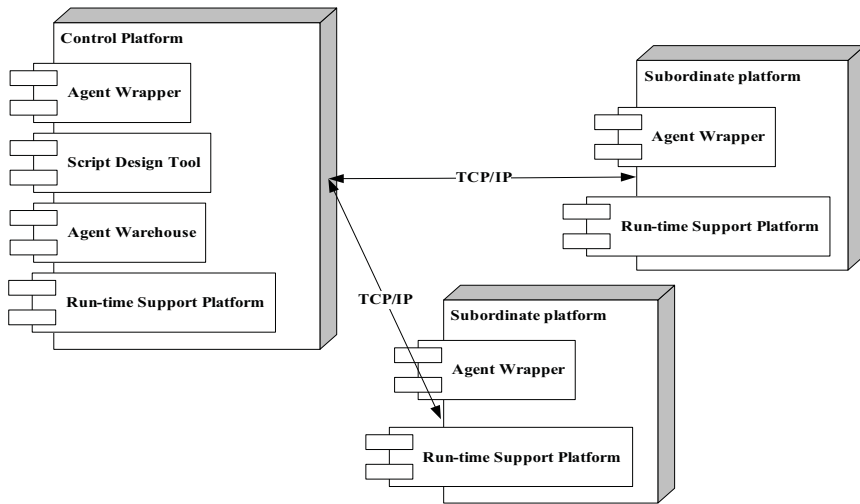 Control Platform
Agent Wrapper
Script Design Tool
Agent Warehouse
Run-time Support Platform
TCP/IP
TCP/IP
Subordinate platform
Agent Wrapper
Run-time Support Platform
Subordinate platform
Agent Wrapper
Run-time Support Platform